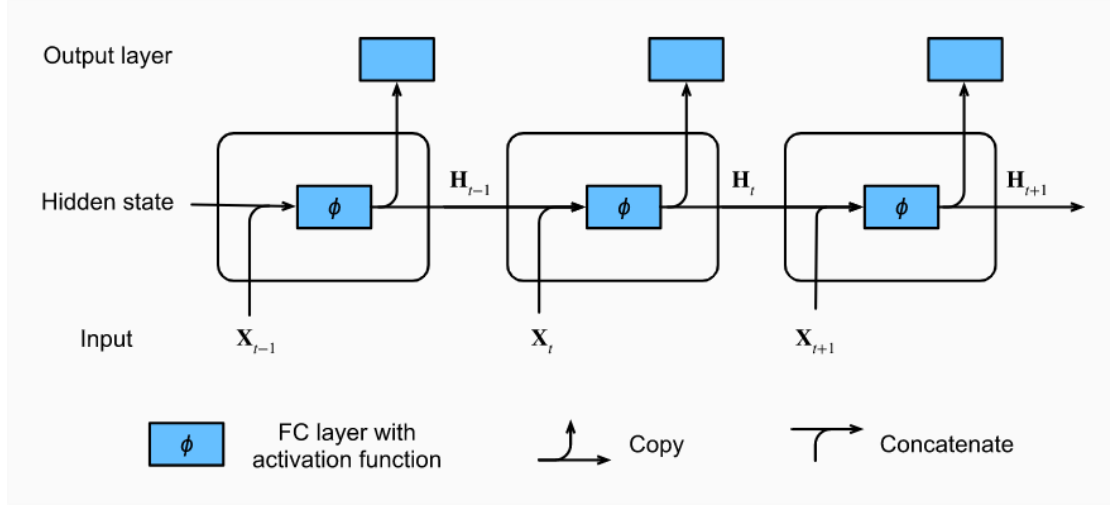 Output layer
Hidden state
ϕ
H_{t−1}
ϕ
H_t
ϕ
H_{t+1}
Input
X_{t−1}
X_t
X_{t+1}
ϕ
FC layer with
activation function
Copy
Concatenate